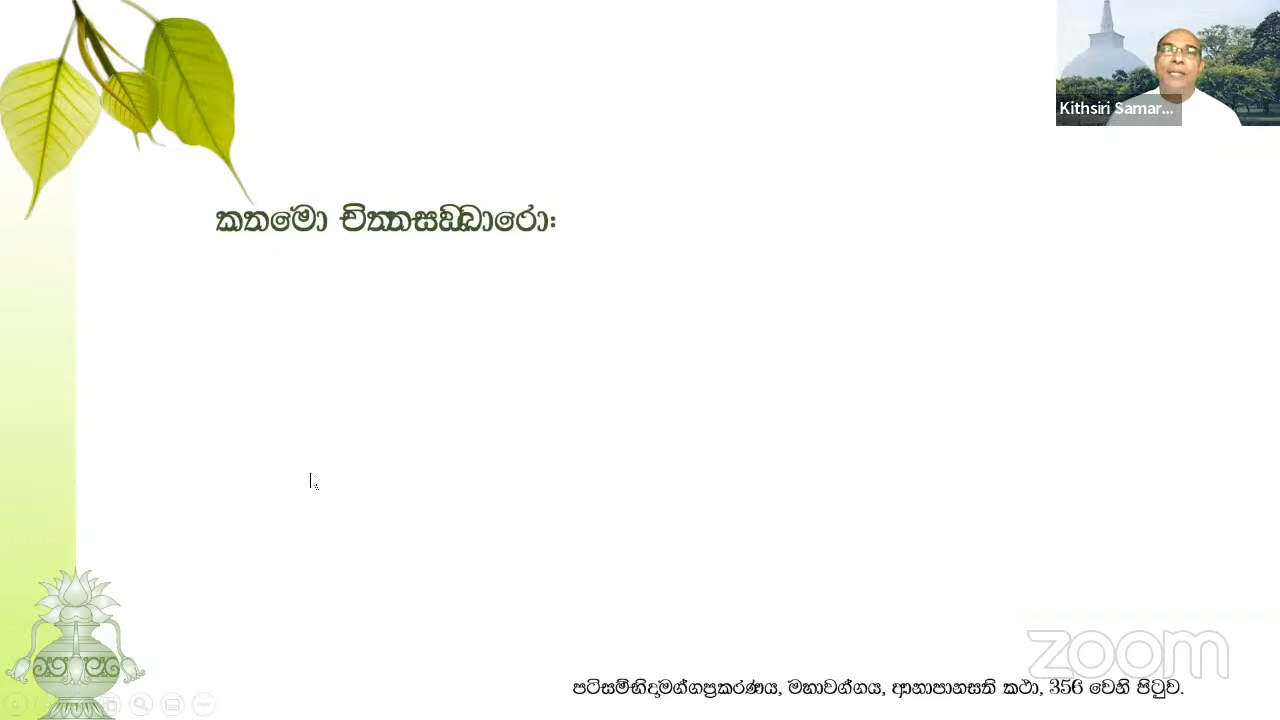 Kithsiri Samar...
කතමො චිත්තසඞ්ඛාරො:
zoom
පටිසම්භිදාමග්ගප්‍රකරණය, මහාවග්ගය, ආනාපානසති කථා, 356 වෙනි පිටුව.